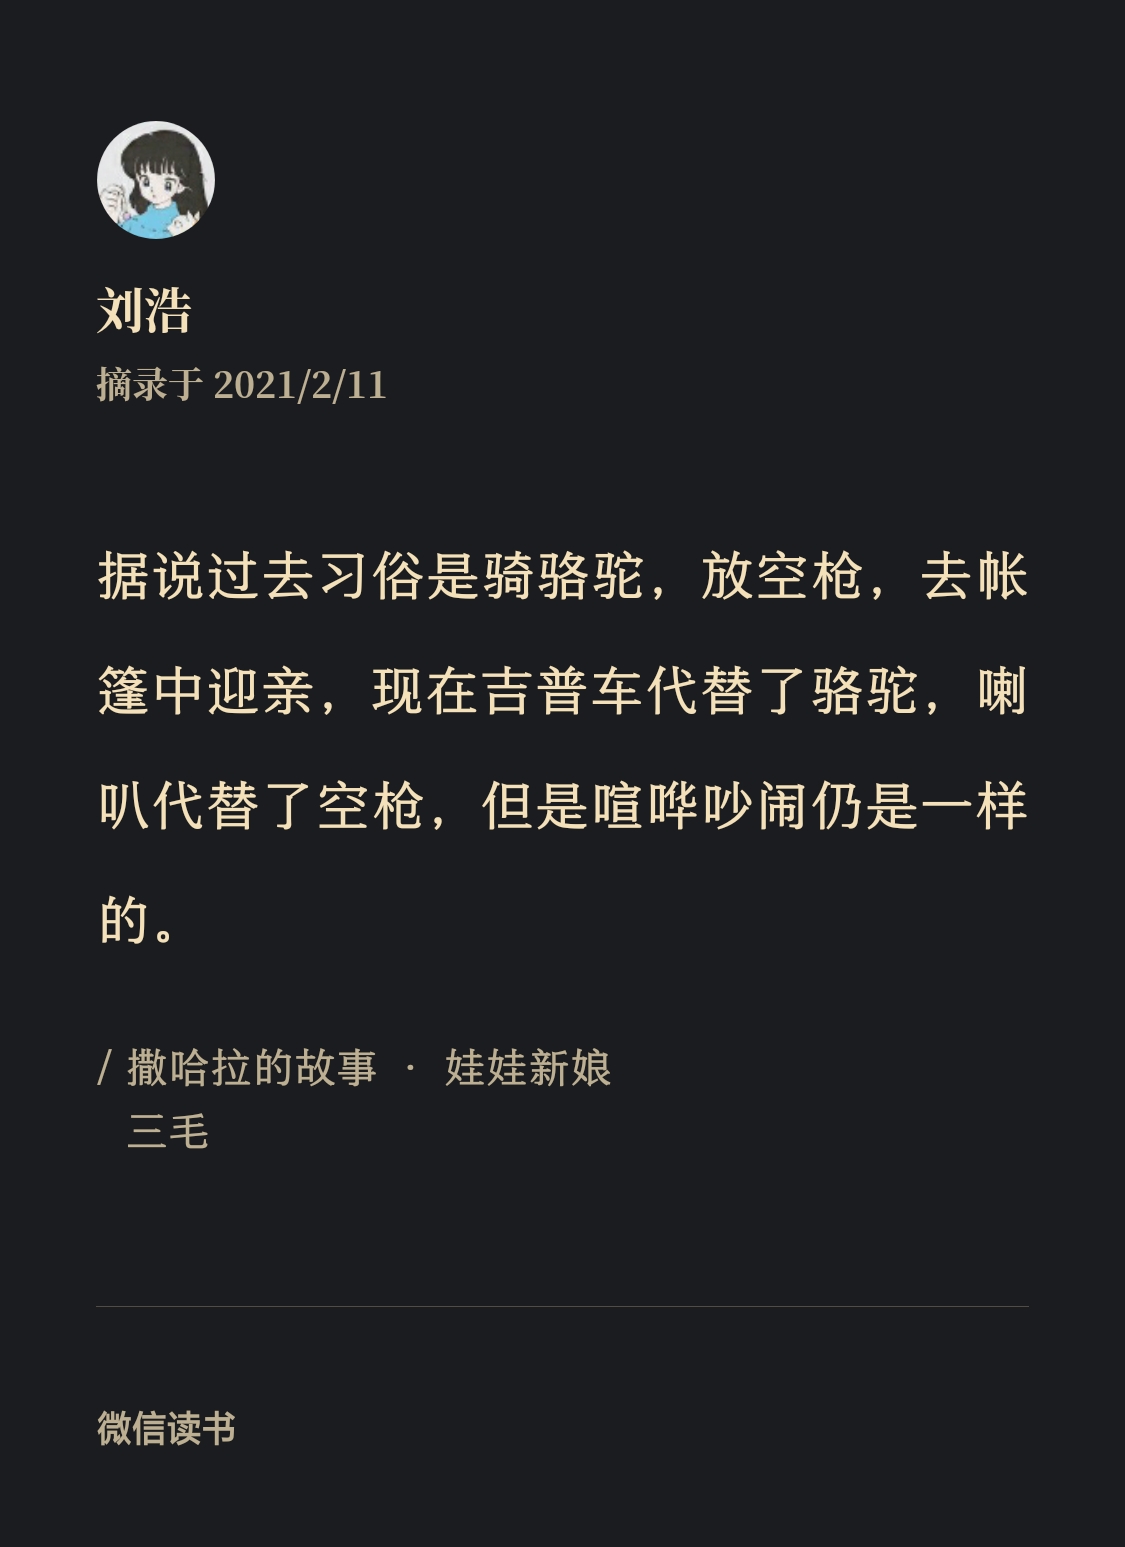 刘浩
摘录于 2021/2/11
据说过去习俗是骑骆驼，放空枪，去帐
篷中迎亲，现在吉普车代替了骆驼，喇
叭代替了空枪，但是喧哗吵闹仍是一样
的。
/ 撒哈拉的故事 · 娃娃新娘
三毛
微信读书